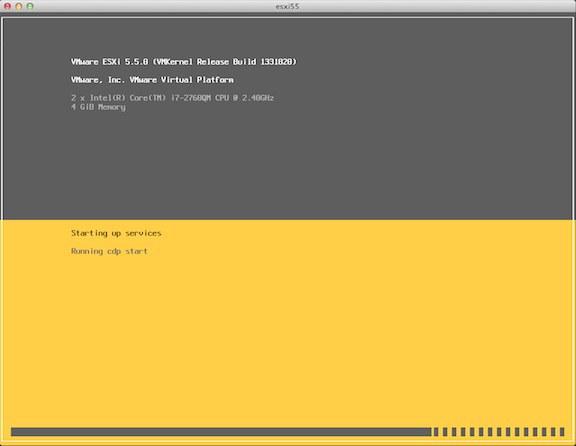 esxi55
VMware ESXi 5.5.0 (VMKernel Release Build 1331820)
VMware, Inc. VMware Virtual Platform
2 x Intel(R) Core(TM) i7-2760QM CPU @ 2.40GHz
4 GiB Memory
Starting up services
Running cdp start